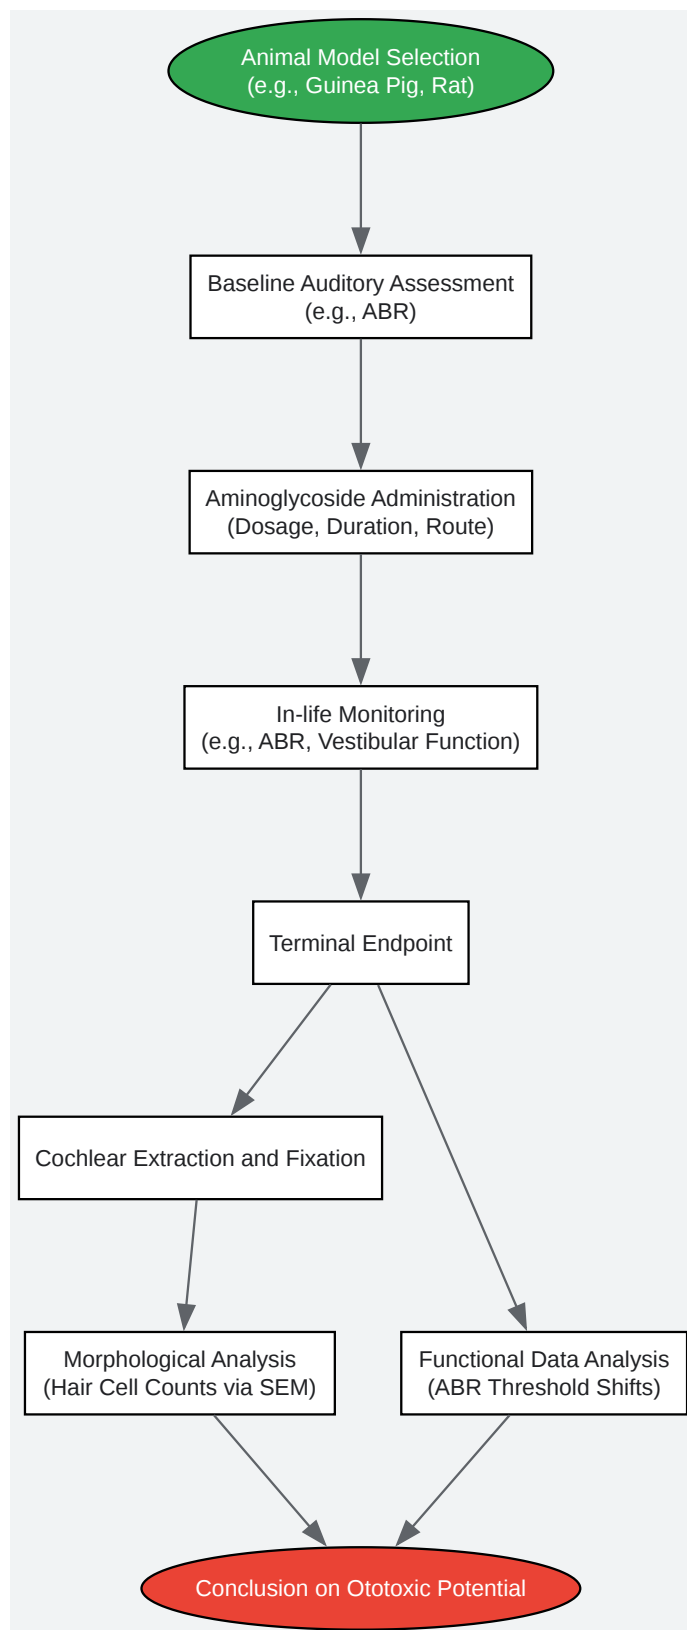 Animal Model Selection
(e.g., Guinea Pig, Rat)
Baseline Auditory Assessment
(e.g., ABR)
Aminoglycoside Administration
(Dosage, Duration, Route)
In-life Monitoring
(e.g., ABR, Vestibular Function)
Terminal Endpoint
Cochlear Extraction and Fixation
Morphological Analysis
(Hair Cell Counts via SEM)
Functional Data Analysis
(ABR Threshold Shifts)
Conclusion on Ototoxic Potential